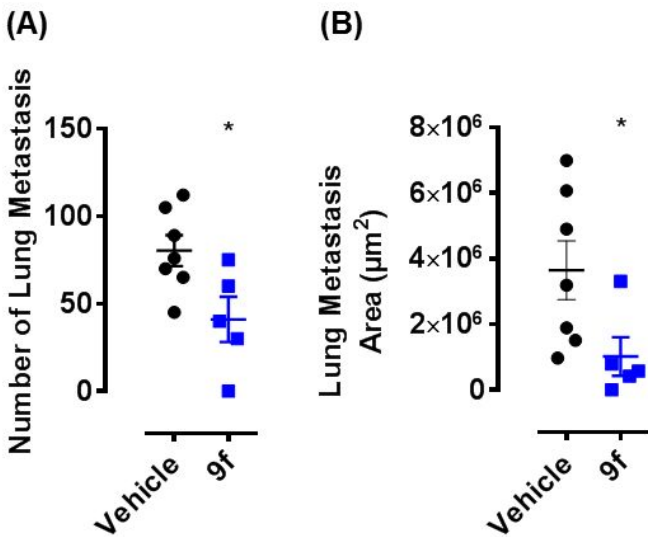 (A)
Number of Lung Metastasis
150
100
50
0
*
Vehicle
9f
(B)
Lung Metastasis
Area (µm²)
8×10⁶
6×10⁶
4×10⁶
2×10⁶
0
*
Vehicle
9f